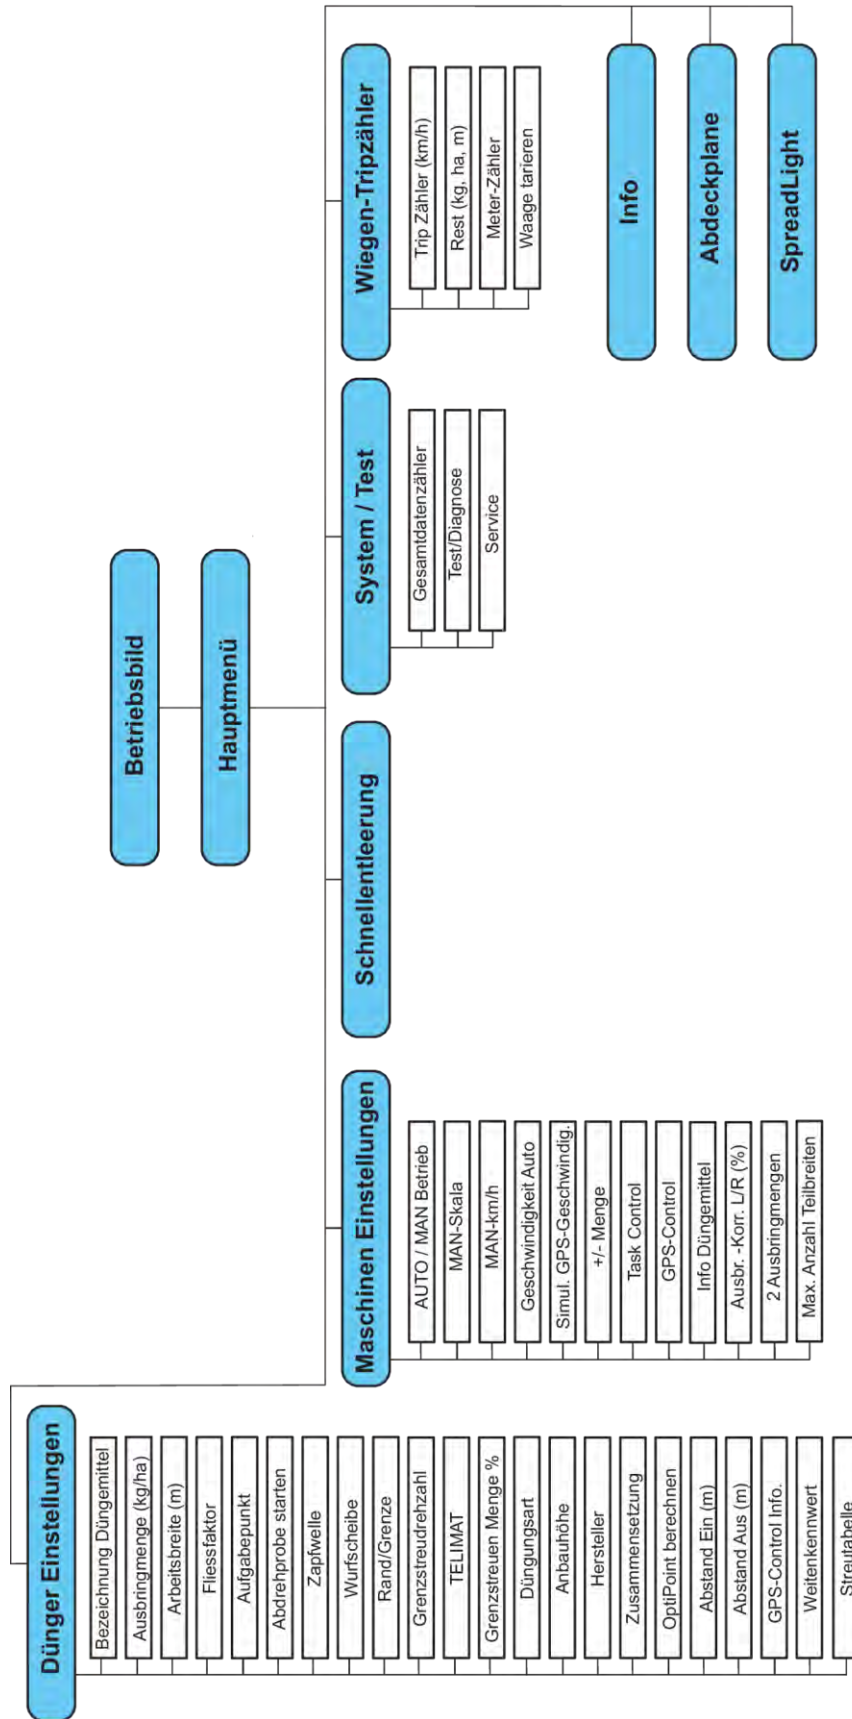 Betriebsbild
Hauptmenü
Dünger Einstellungen
Bezeichnung Düngemittel
Ausbringmenge (kg/ha)
Arbeitsbreite (m)
Fliessfaktor
Aufgabepunkt
Abdrehprobe starten
Zapfwelle
Wurfscheibe
Rand/Grenze
Grenzstreudrehzahl
TELIMAT
Grenzstreuen Menge %
Düngungsart
Anbauhöhe
Hersteller
Zusammensetzung
OptiPoint berechnen
Abstand Ein (m)
Abstand Aus (m)
GPS-Control Info.
Weitenkennwert
Streutabelle
Maschinen Einstellungen
AUTO / MAN Betrieb
MAN-Skala
MAN-km/h
Geschwindigkeit Auto
Simul. GPS-Geschwindig.
+/- Menge
Task Control
GPS-Control
Info Düngemittel
Ausbr. -Korr. L/R (%)
2 Ausbringmengen
Max. Anzahl Teilbreiten
Schnellentleerung
System / Test
Gesamtdatenzähler
Test/Diagnose
Service
Wiegen-Tripzähler
Trip Zähler (km/h)
Rest (kg, ha, m)
Meter-Zähler
Waage tarieren
Info
Abdeckplane
SpreadLight